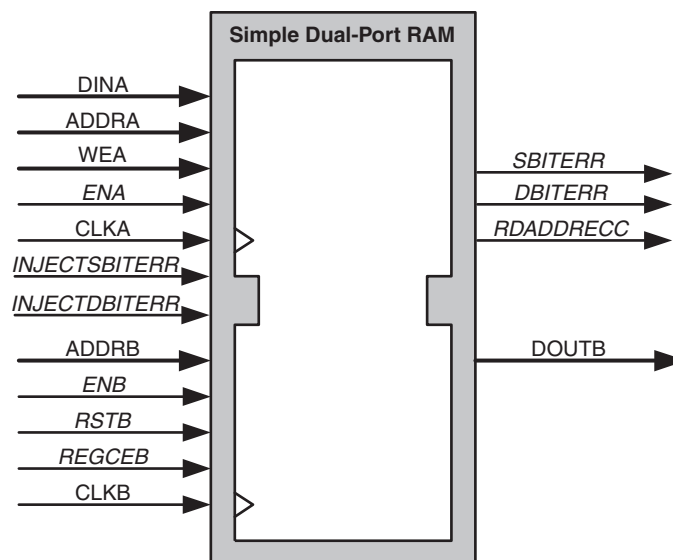 Simple Dual-Port RAM
DINA
ADDRA
WEA
ENA
CLKA
INJECTSBITERR
INJECTDBITERR
ADDRB
ENB
RSTB
REGCEB
CLKB
SBITERR
DBITERR
RDADDRECC
DOUTB